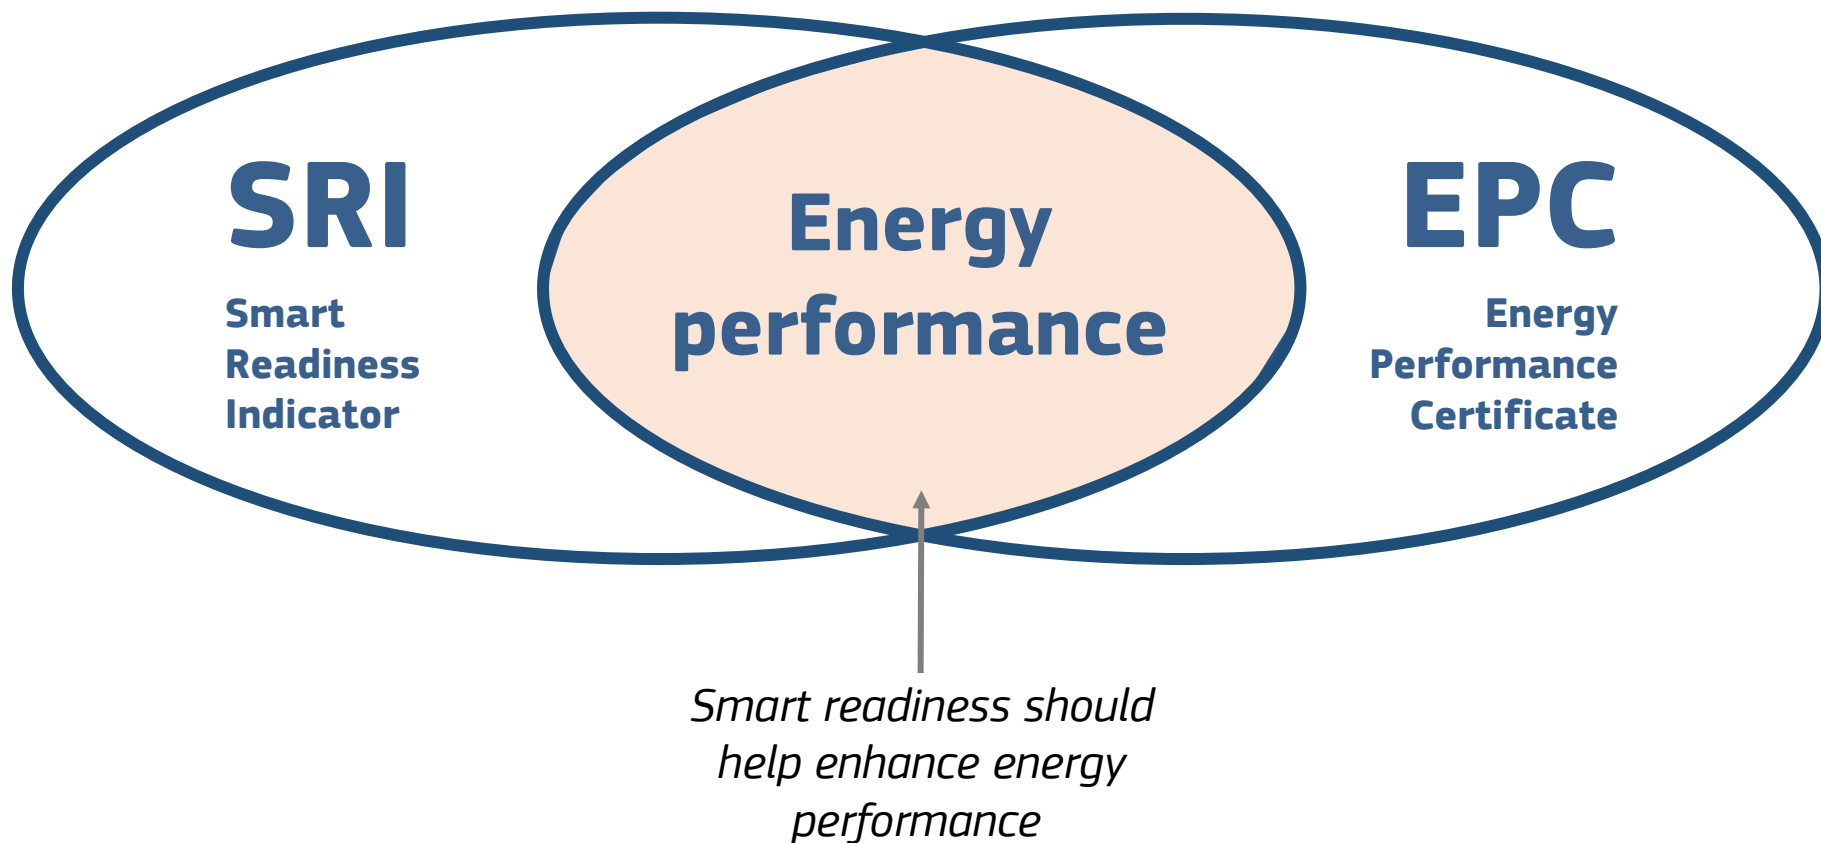 SRI
Smart
Readiness
Indicator
Energy
performance
EPC
Energy
Performance
Certificate
Smart readiness should
help enhance energy
performance